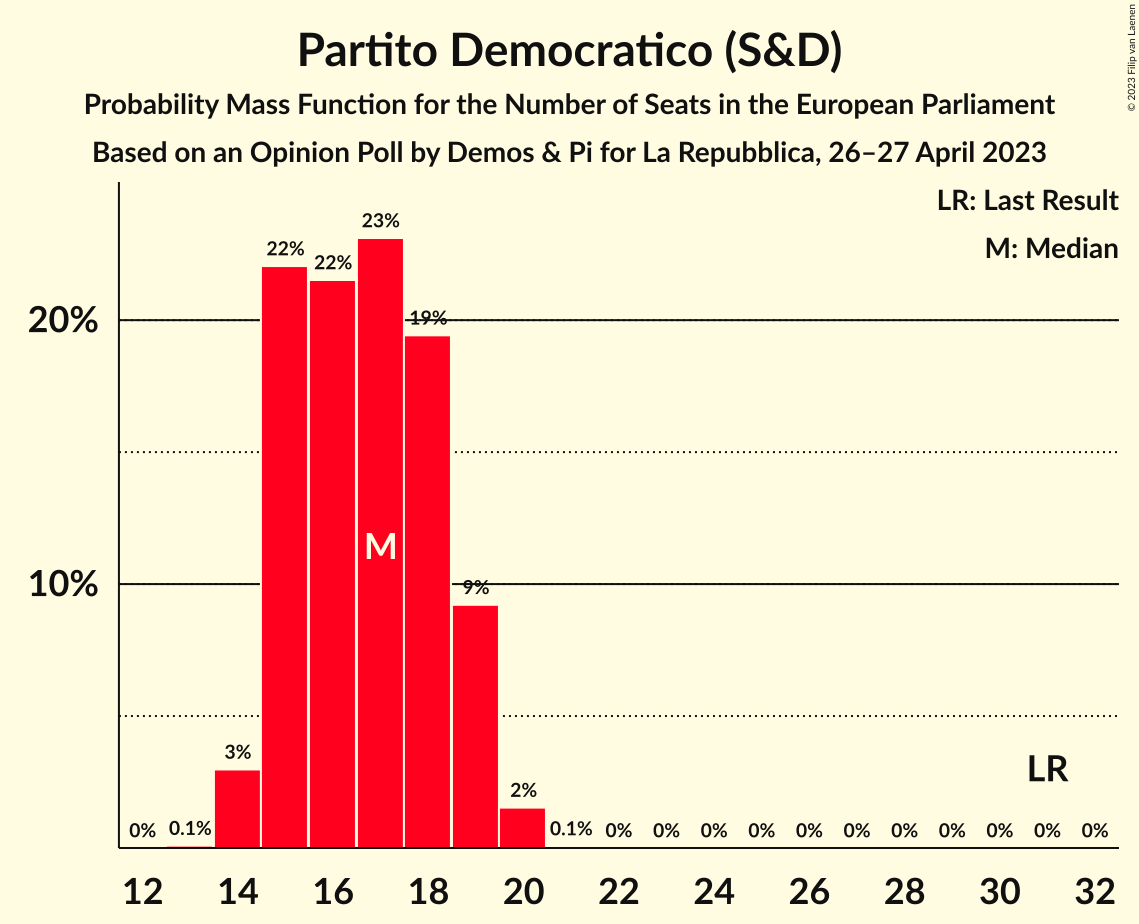 Partito Democratico (S&D)
Probability Mass Function for the Number of Seats in the European Parliament
Based on an Opinion Poll by Demos & Pi for La Repubblica, 26–27 April 2023
© 2023 Filip van Laenen
LR: Last Result
M: Median
20%
10%
0%
0.1%
3%
22%
22%
23%
19%
9%
2%
0.1%
0%
0%
0%
0%
0%
0%
0%
0%
0%
0%
0%
M
LR
12 14 16 18 20 22 24 26 28 30 32